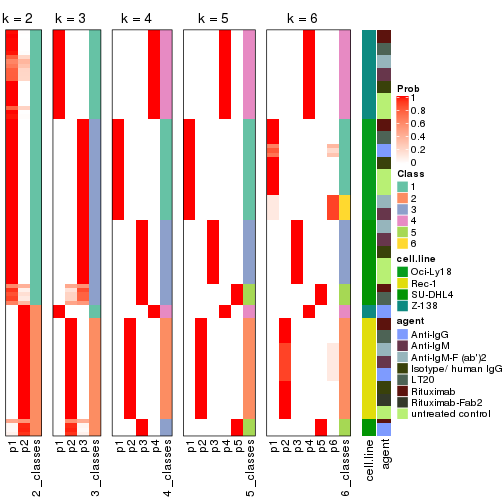 k = 2 k = 3 k = 4 k = 5 k = 6
Prob
1
0.8
0.6
0.4
0.2
0
Class
1
2
3
4
5
6
cell.line
Oci-Ly18
Rec-1
SU-DHL4
Z-138
agent
Anti-IgG
Anti-IgM
Anti-IgM-F (ab')2
Isotype/ human IgG
LT20
Rituximab
Rituximab-Fab2
untreated control
p1 p2 2_classes p1 p2 p3 3_classes p1 p2 p3 p4 4_classes p1 p2 p3 p4 p5 5_classes p1 p2 p3 p4 p5 p6 6_classes cell.line agent